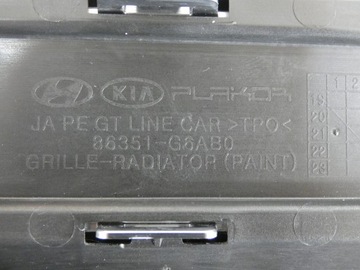 KIA PLAKOR
JA PE GT LINE CAR >TPO<
86351-G6AB0
GRILLE-RADIATOR (PAINT)
1 2
19
20
21
22
23